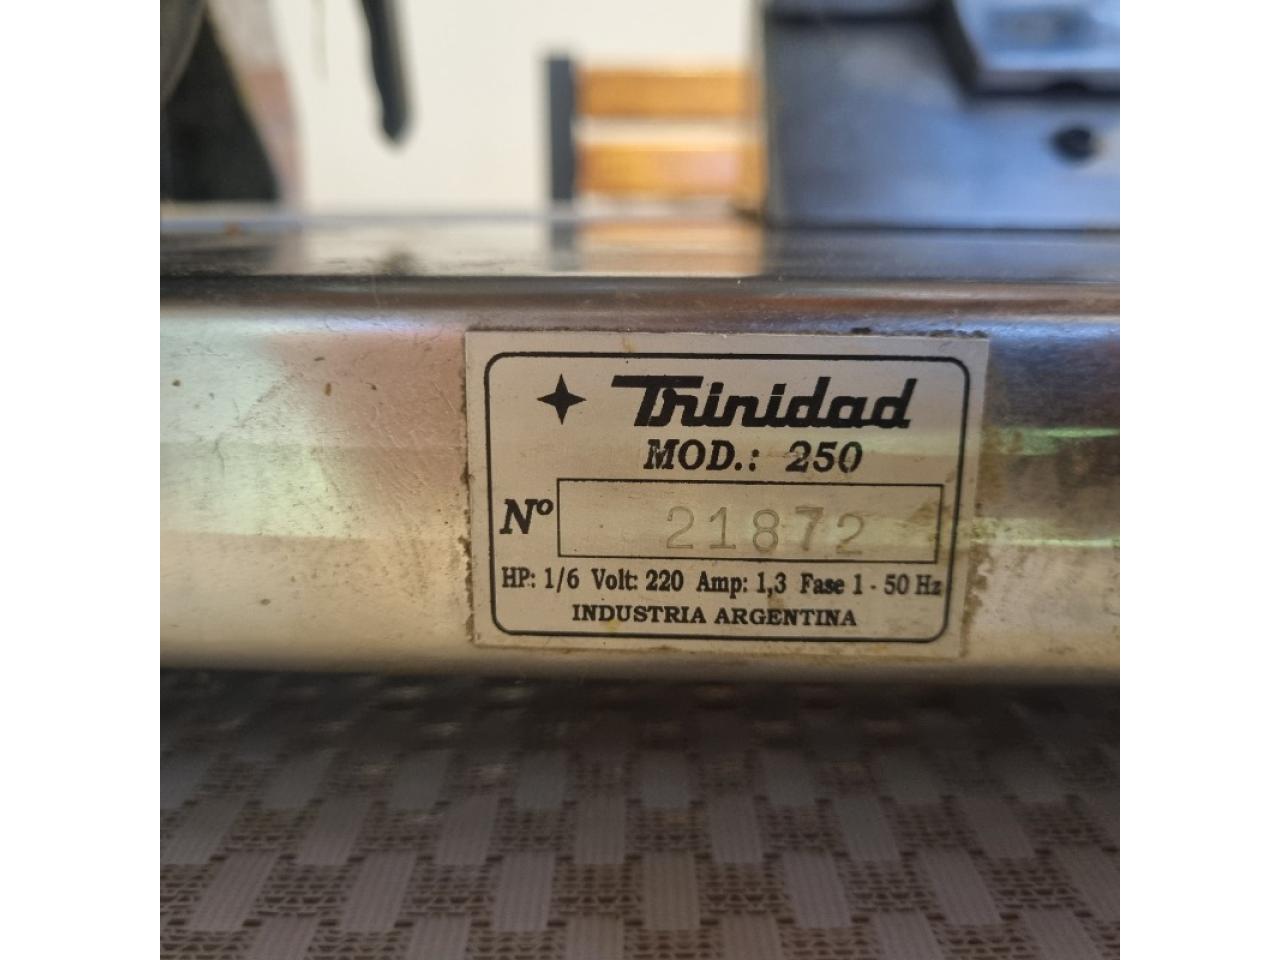 Trinidad
MOD.: 250
Nº 21872
HP: 1/6 Volt: 220 Amp: 1,3 Fase 1 - 50 Hz
INDUSTRIA ARGENTINA